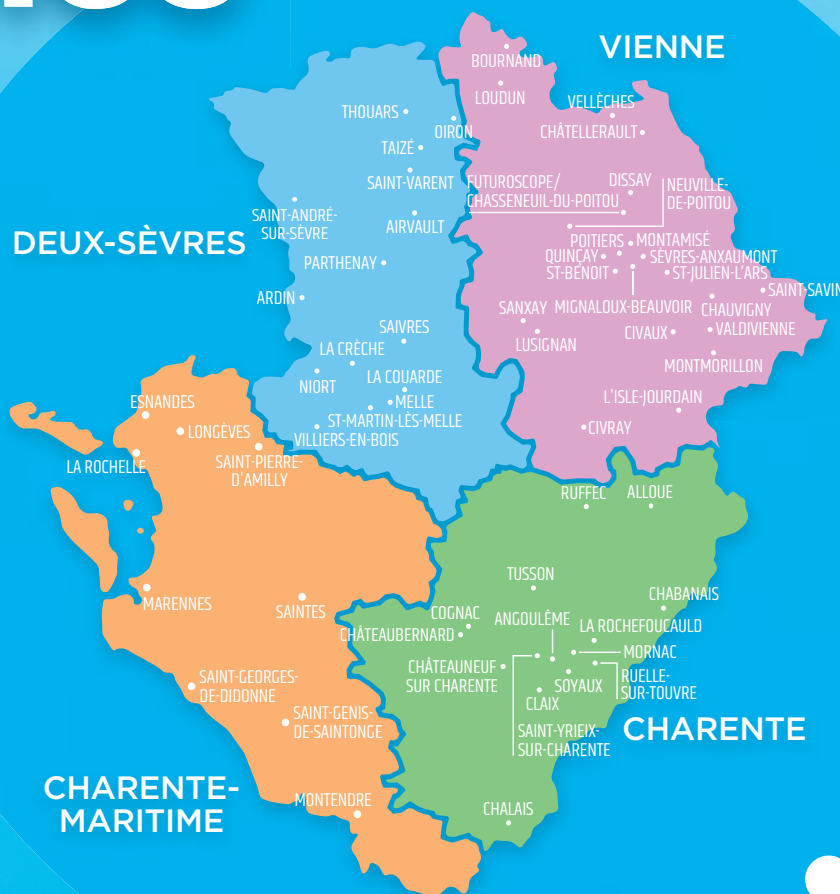 VIENNE
BOURNAND
LOUDUN
VELLÈCHES
CHÂTELLERAULT
FUTUROSCOPE/
CHASSENEUIL-DU-POITOU
DISSAY
NEUVILLE-
DE-POITOU
POITIERS
MONTAMISÉ
QUINÇAY
SÈVRES-ANXAUMONT
ST-BENOIT
ST-JULIEN-L'ARS
SAINT-SAVIN
SANXAY
MIGNALOUX-BEAUVOIR
CHAUVIGNY
LUSIGNAN
CIVAUX
VALDIVIENNE
MONTMORILLON
L'ISLE-JOURDAIN
CIVRAY
DEUX-SÈVRES
THOUARS
OIRON
TAIZÉ
SAINT-VARENT
SAINT-ANDRÉ-
SUR-SÈVRE
AIRVAULT
PARTHENAY
ARDIN
SAIVRES
LA CRÈCHE
NIORT
LA COUARDE
MELLE
ST-MARTIN-LÈS-MELLE
VILLIERS-EN-BOIS
ESNANDES
LONGÈVES
LA ROCHELLE
SAINT-PIERRE-
D'AMILLY
MARENNES
SAINTES
SAINT-GEORGES-
DE-DIDONNE
SAINT-GENIS-
DE-SAINTONGE
MONTENDRE
CHARENTE-
MARITIME
RUFFEC
ALLOUE
TUSSON
CHABANAIS
COGNAC
ANGOULÊME
LA ROCHEFOUCAULD
CHÂTEAUBERNARD
MORNAC
CHÂTEAUNEUF
SUR CHARENTE
SOYAUX
RUELLE-
SUR-TOUVRE
CLAIX
SAINT-YRIEIX-
SUR-CHARENTE
CHARENTE
CHALAIS